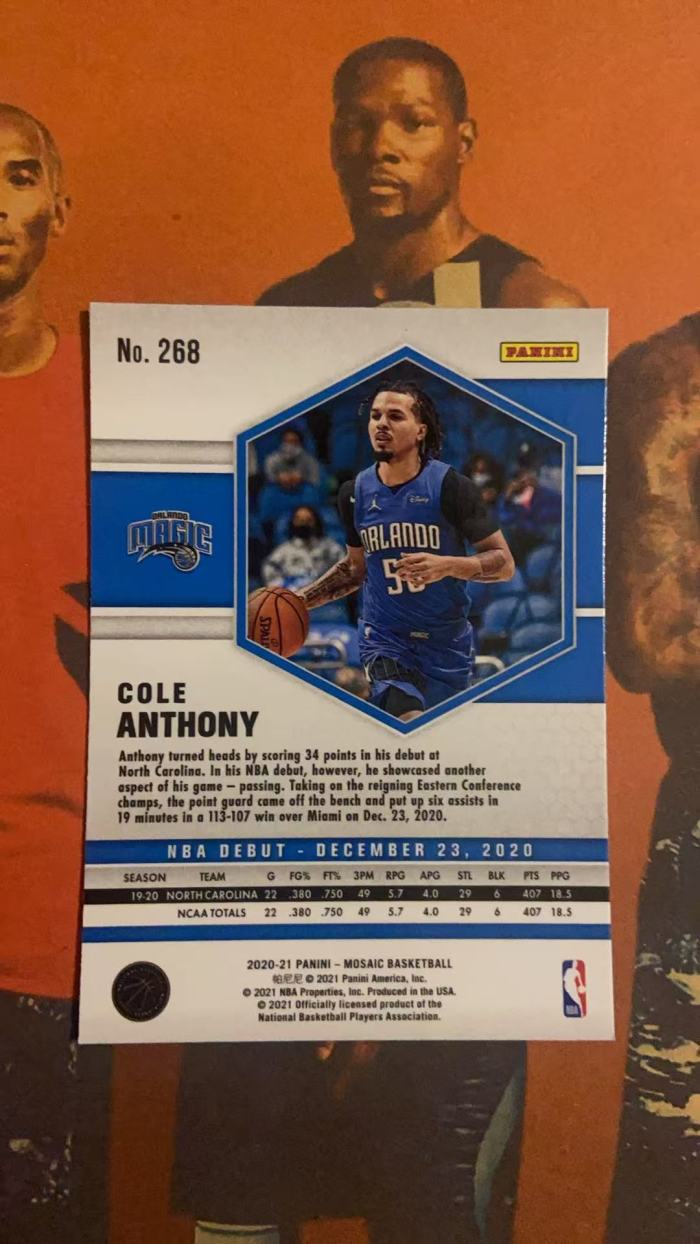 No. 268
PANINI
ORLANDO
MAGIC
Disney
ORLANDO
50
MAGIC
SPALDING
COLE
ANTHONY
Anthony turned heads by scoring 34 points in his debut at
North Carolina. In his NBA debut, however, he showcased another
aspect of his game – passing. Taking on the reigning Eastern Conference
champs, the point guard came off the bench and put up six assists in
19 minutes in a 113-107 win over Miami on Dec. 23, 2020.
NBA DEBUT - DECEMBER 23, 2020
SEASON TEAM G FG% FT% 3PM RPG APG STL BLK PTS PPG
19-20 NORTH CAROLINA 22 .380 .750 49 5.7 4.0 29 6 407 18.5
NCAA TOTALS 22 .380 .750 49 5.7 4.0 29 6 407 18.5
2020-21 PANINI – MOSAIC BASKETBALL
帕尼尼 © 2021 Panini America, Inc.
© 2021 NBA Properties, Inc. Produced in the USA.
© 2021 Officially licensed product of the
National Basketball Players Association.
NBA